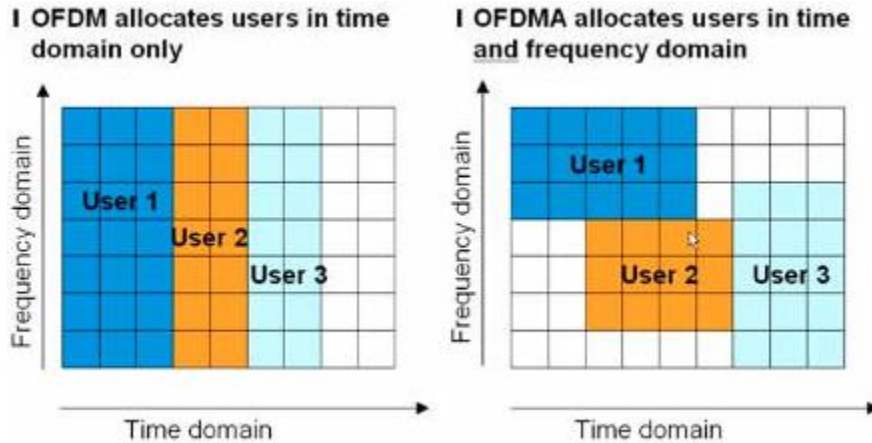 I OFDM allocates users in time
domain only
Frequency domain
User 1
User 2
User 3
Time domain
I OFDMA allocates users in time
and frequency domain
Frequency domain
User 1
User 2
User 3
Time domain